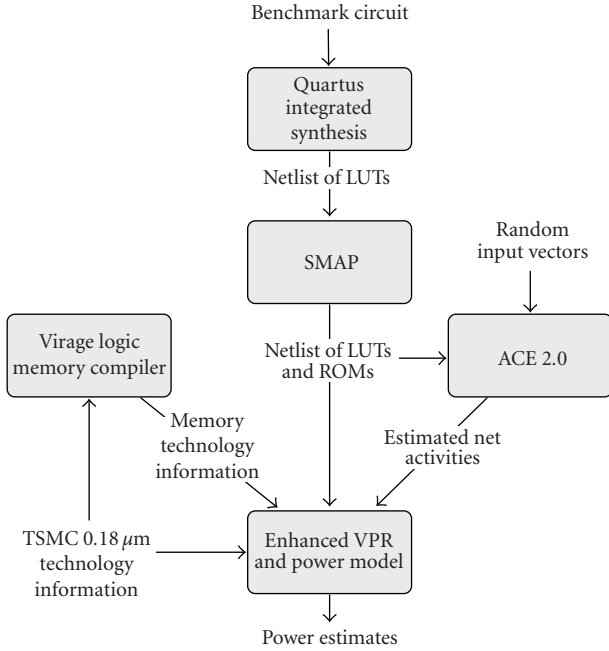 Benchmark circuit
Quartus
integrated
synthesis
Netlist of LUTs
Random
input vectors
SMAP
Virage logic
memory compiler
Netlist of LUTs
and ROMs
ACE 2.0
Memory
technology
information
Estimated net
activities
TSMC 0.18 μm
technology
information
Enhanced VPR
and power model
Power estimates